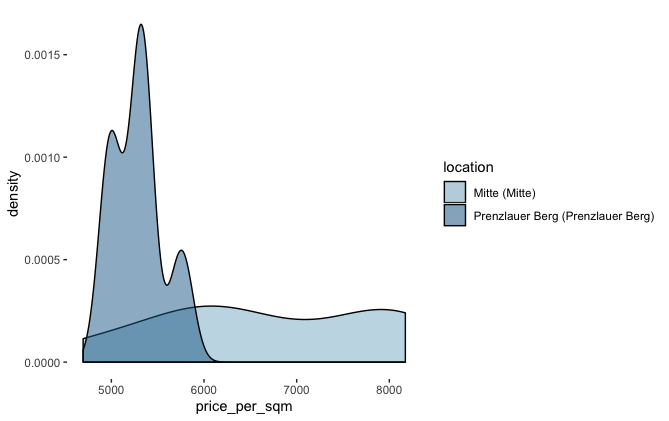 0.0015
0.0010
0.0005
0.0000
density
5000 6000 7000 8000
price_per_sqm
location
Mitte (Mitte)
Prenzlauer Berg (Prenzlauer Berg)